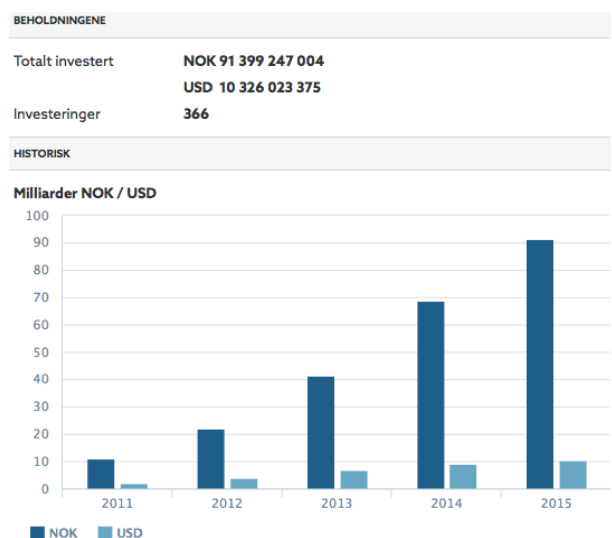 BEHOLDNINGENE
Totalt investert NOK 91 399 247 004
USD 10 326 023 375
Investeringer 366
HISTORISK
Milliarder NOK / USD
100
90
80
70
60
50
40
30
20
10
0
2011 2012 2013 2014 2015
NOK USD